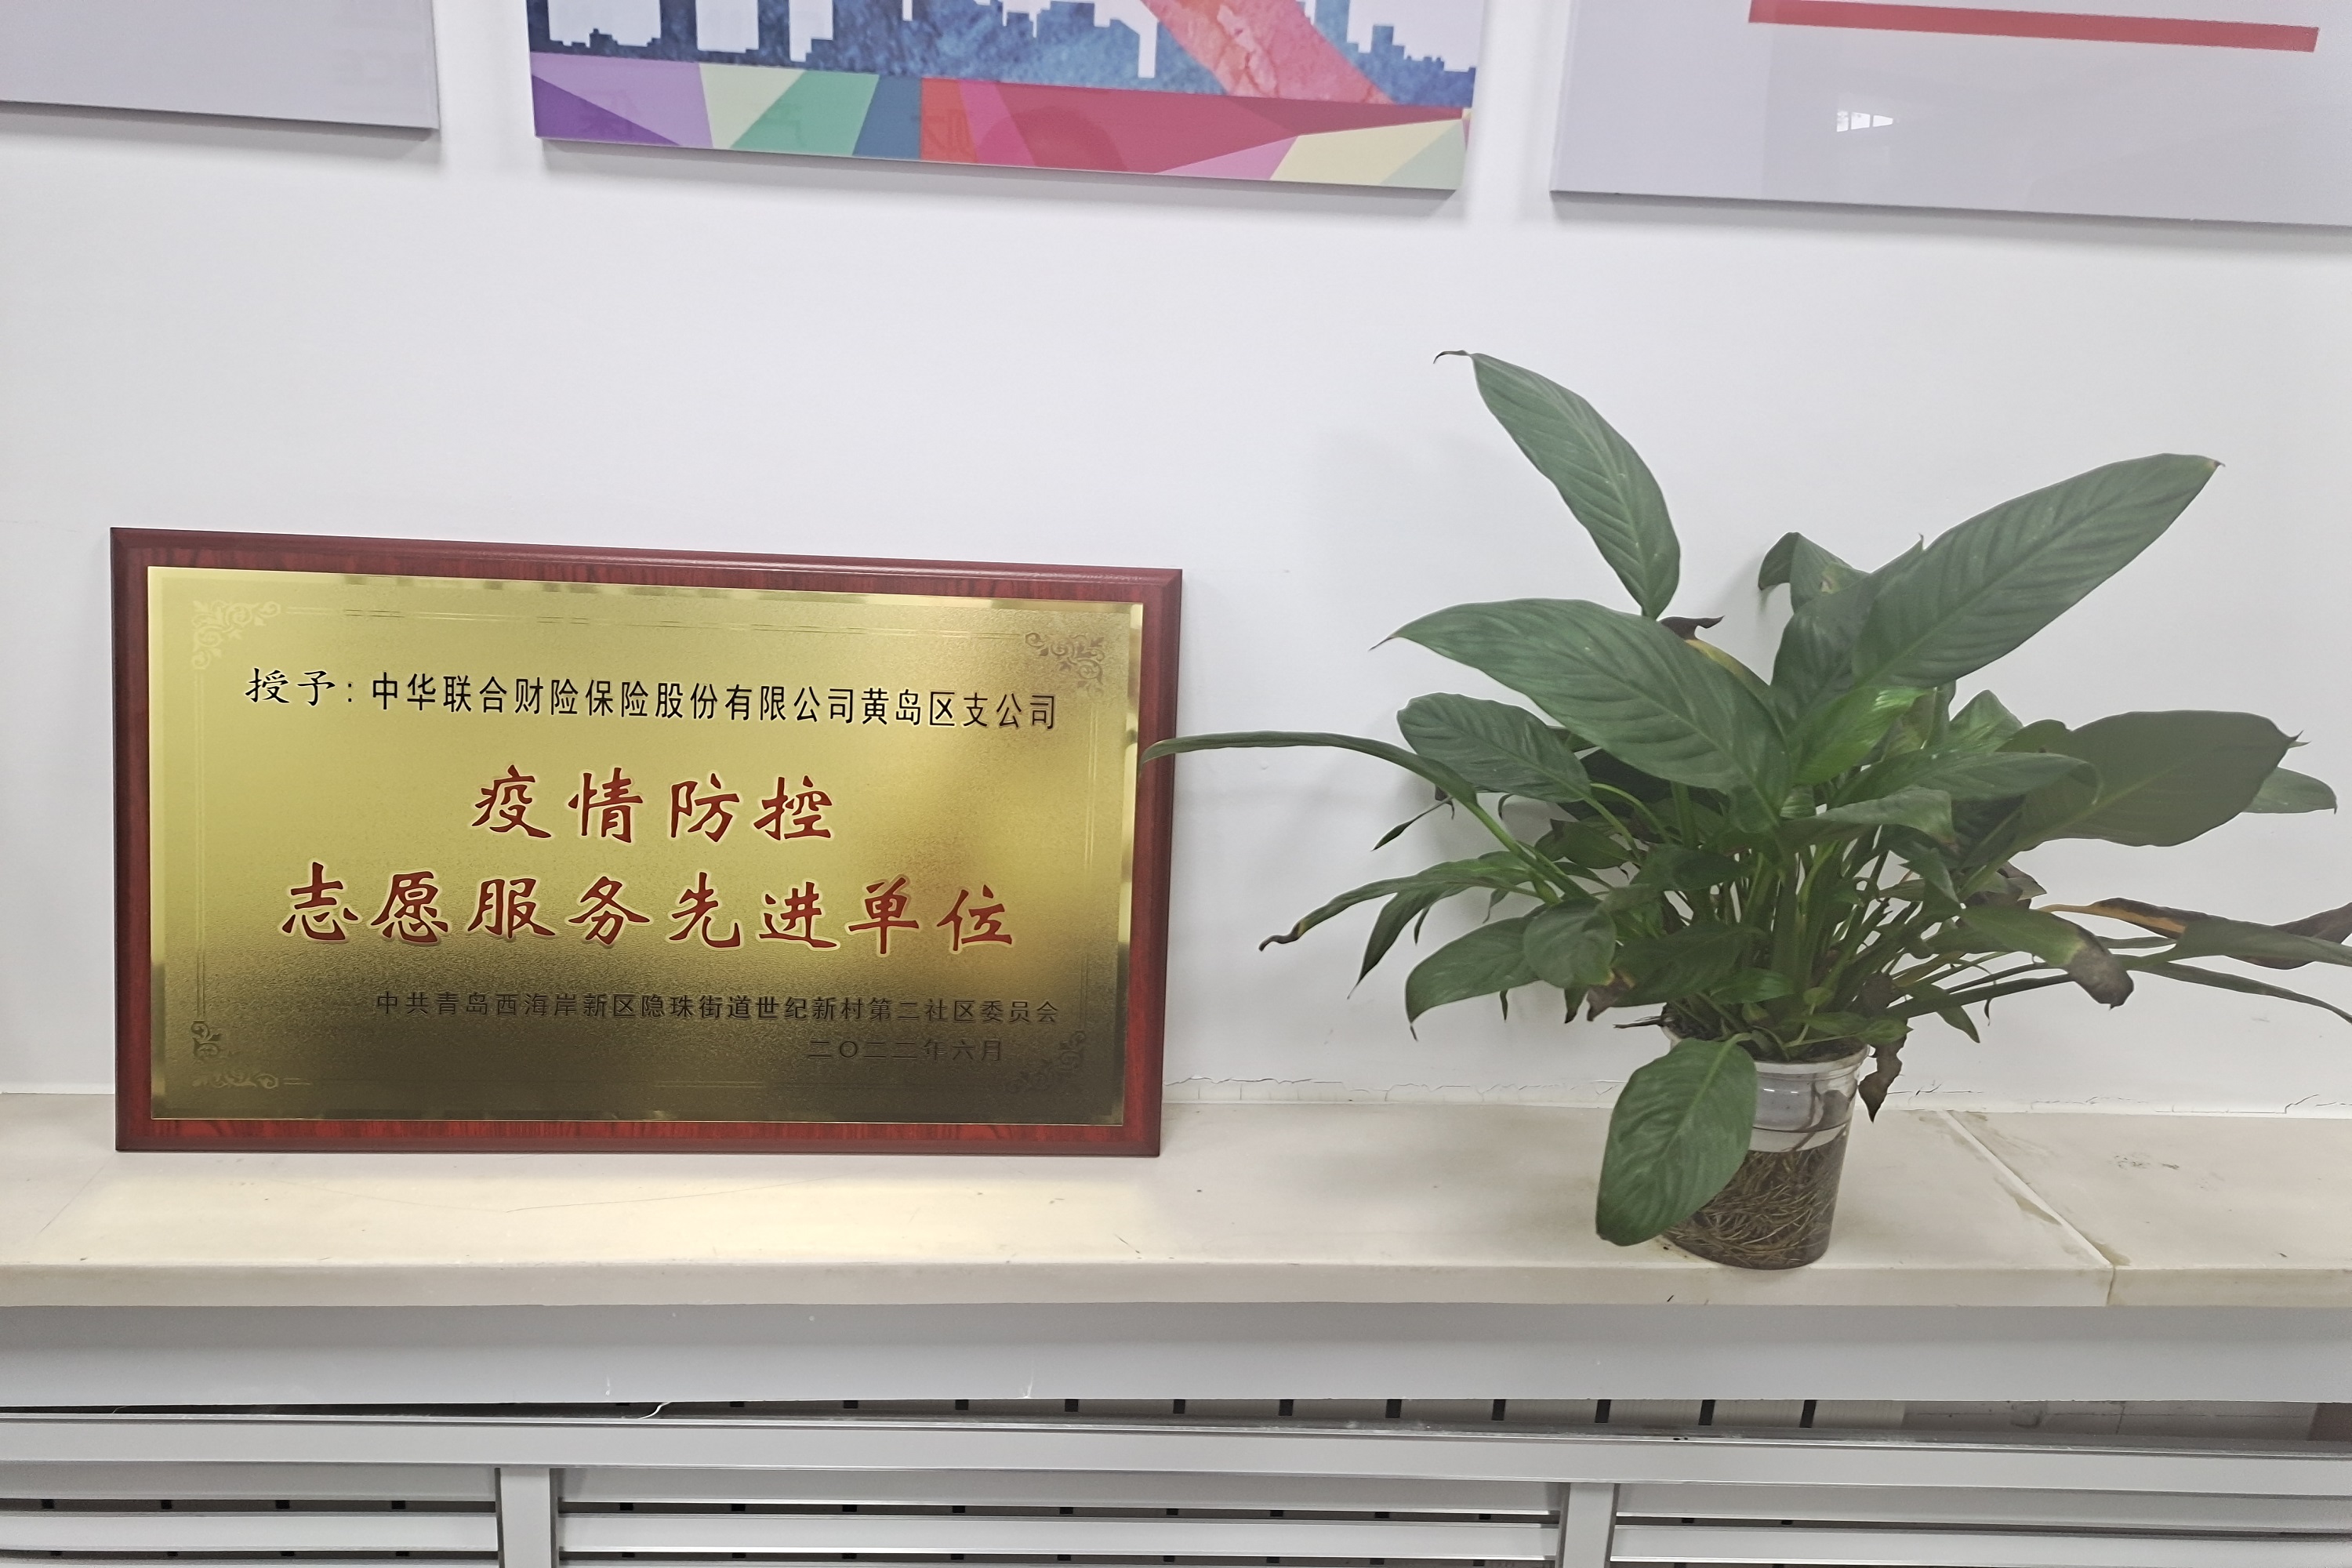 授予：中华联合财险保险股份有限公司黄岛区支公司
疫情防控
志愿服务先进单位
中共青岛西海岸新区隐珠街道世纪新村第二社区委员会
二〇二二年六月